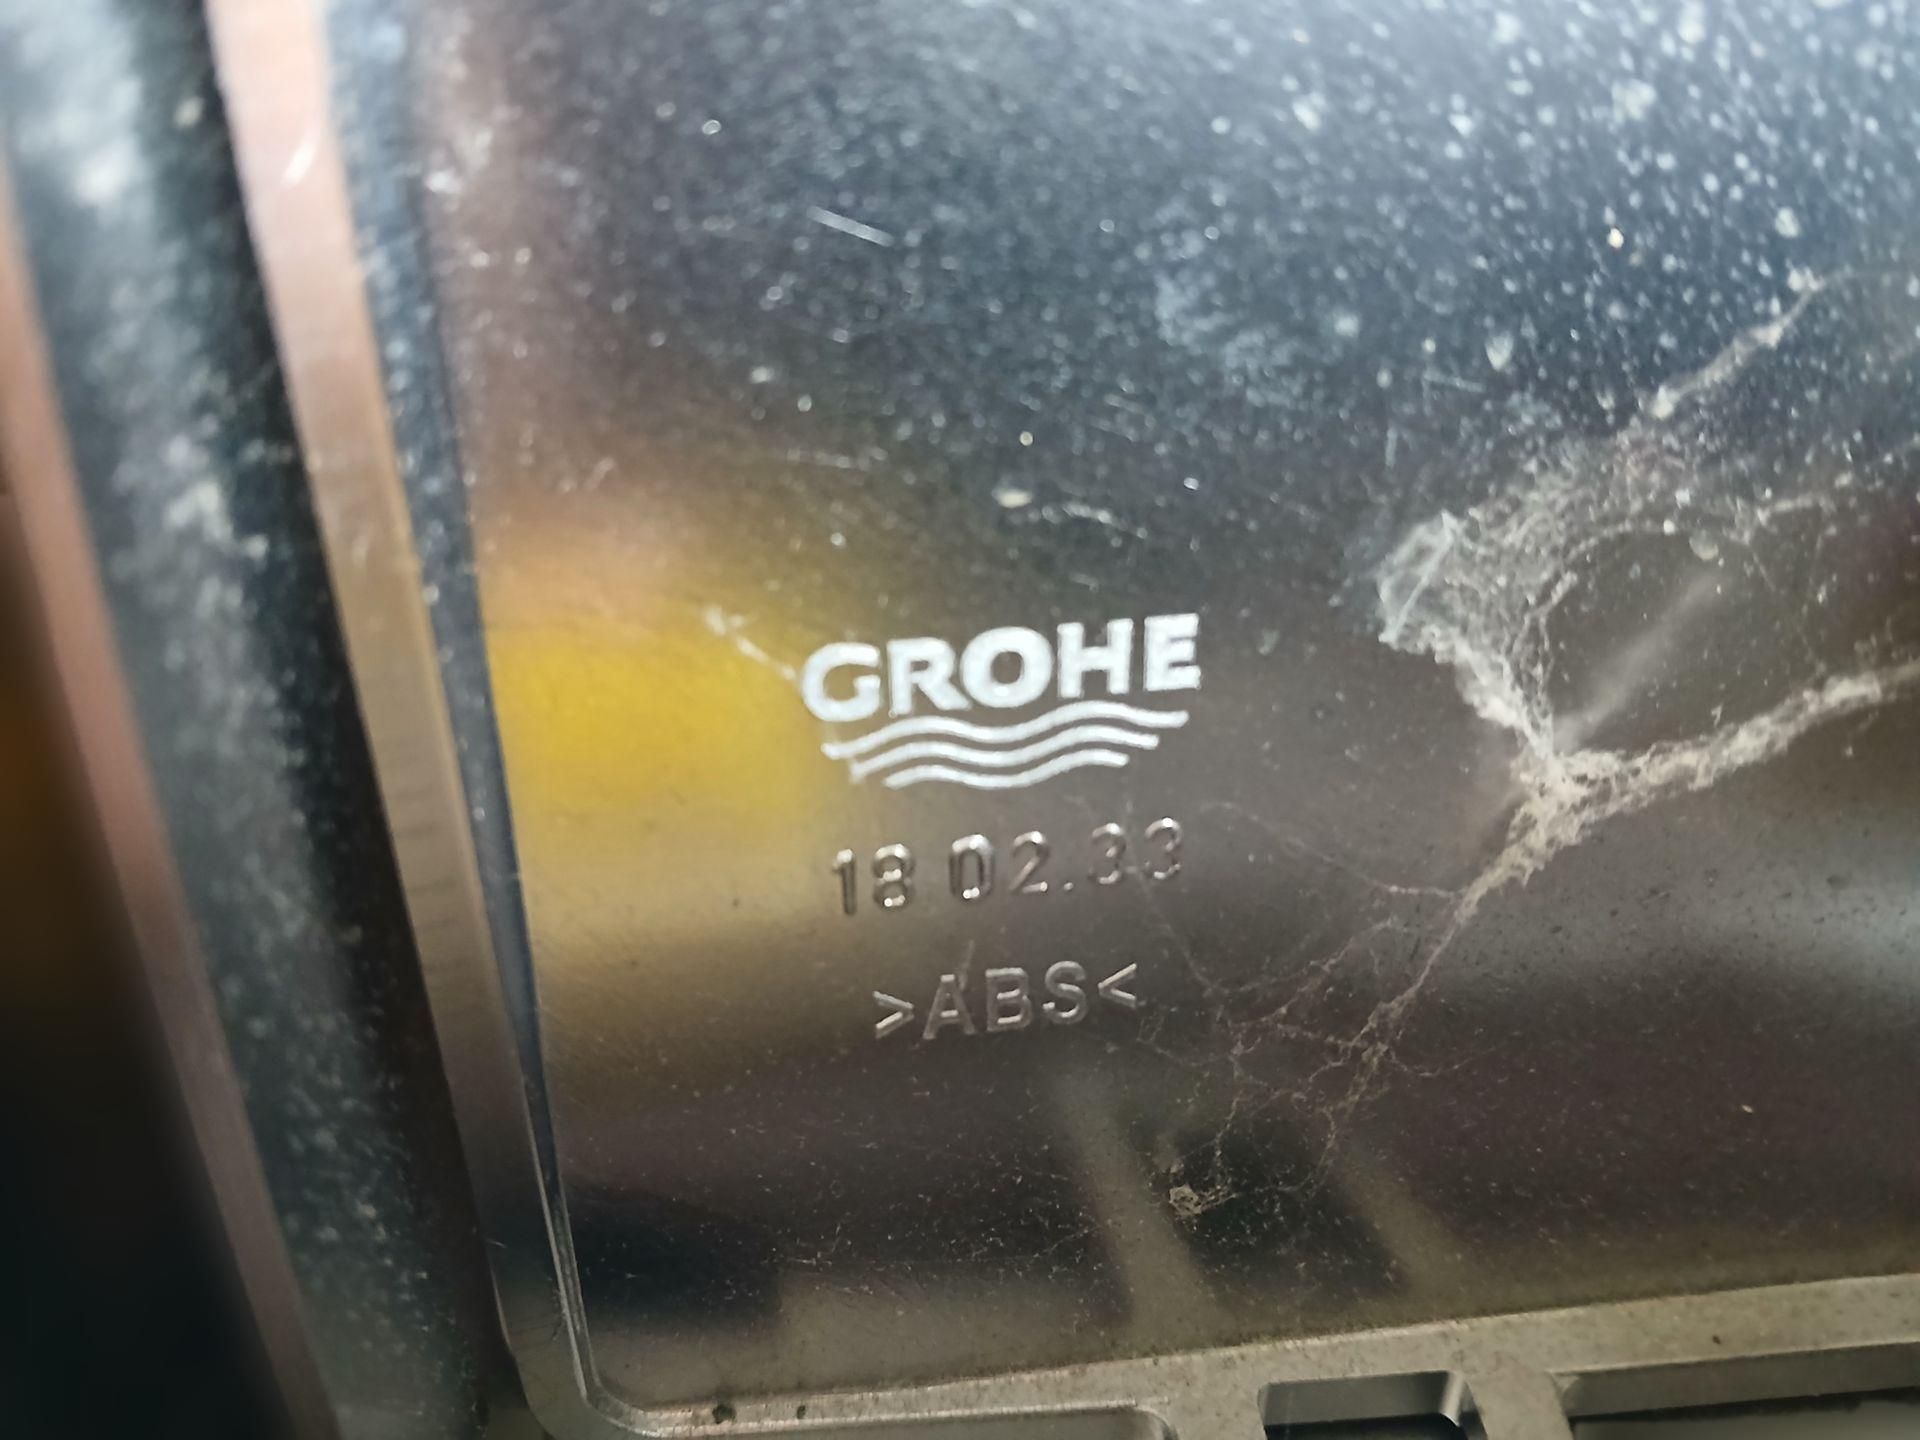 GROHE
18 02.33
>ABS<